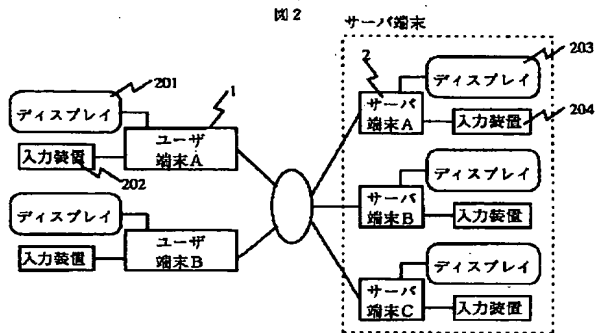 図2
サーバ端末
201
ディスプレイ
1
ユーザ
端末A
入力装置
202
ディスプレイ
ユーザ
端末B
入力装置
2
サーバ
端末A
203
ディスプレイ
入力装置
204
サーバ
端末B
ディスプレイ
入力装置
サーバ
端末C
ディスプレイ
入力装置